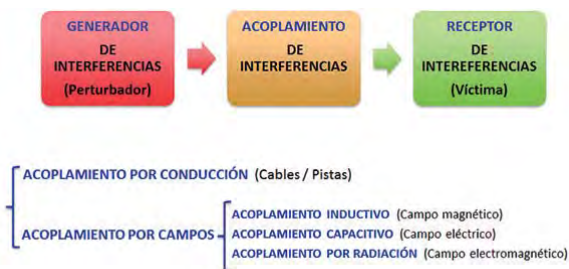 GENERADOR
DE
INTERFERENCIAS
(Perturbador)
ACOPLAMIENTO
DE
INTERFERENCIAS
RECEPTOR
DE
INTEREFERENCIAS
(Víctima)
ACOPLAMIENTO POR CONDUCCIÓN (Cables / Pistas)
ACOPLAMIENTO POR CAMPOS
ACOPLAMIENTO INDUCTIVO (Campo magnético)
ACOPLAMIENTO CAPACITIVO (Campo eléctrico)
ACOPLAMIENTO POR RADIACIÓN (Campo electromagnético)